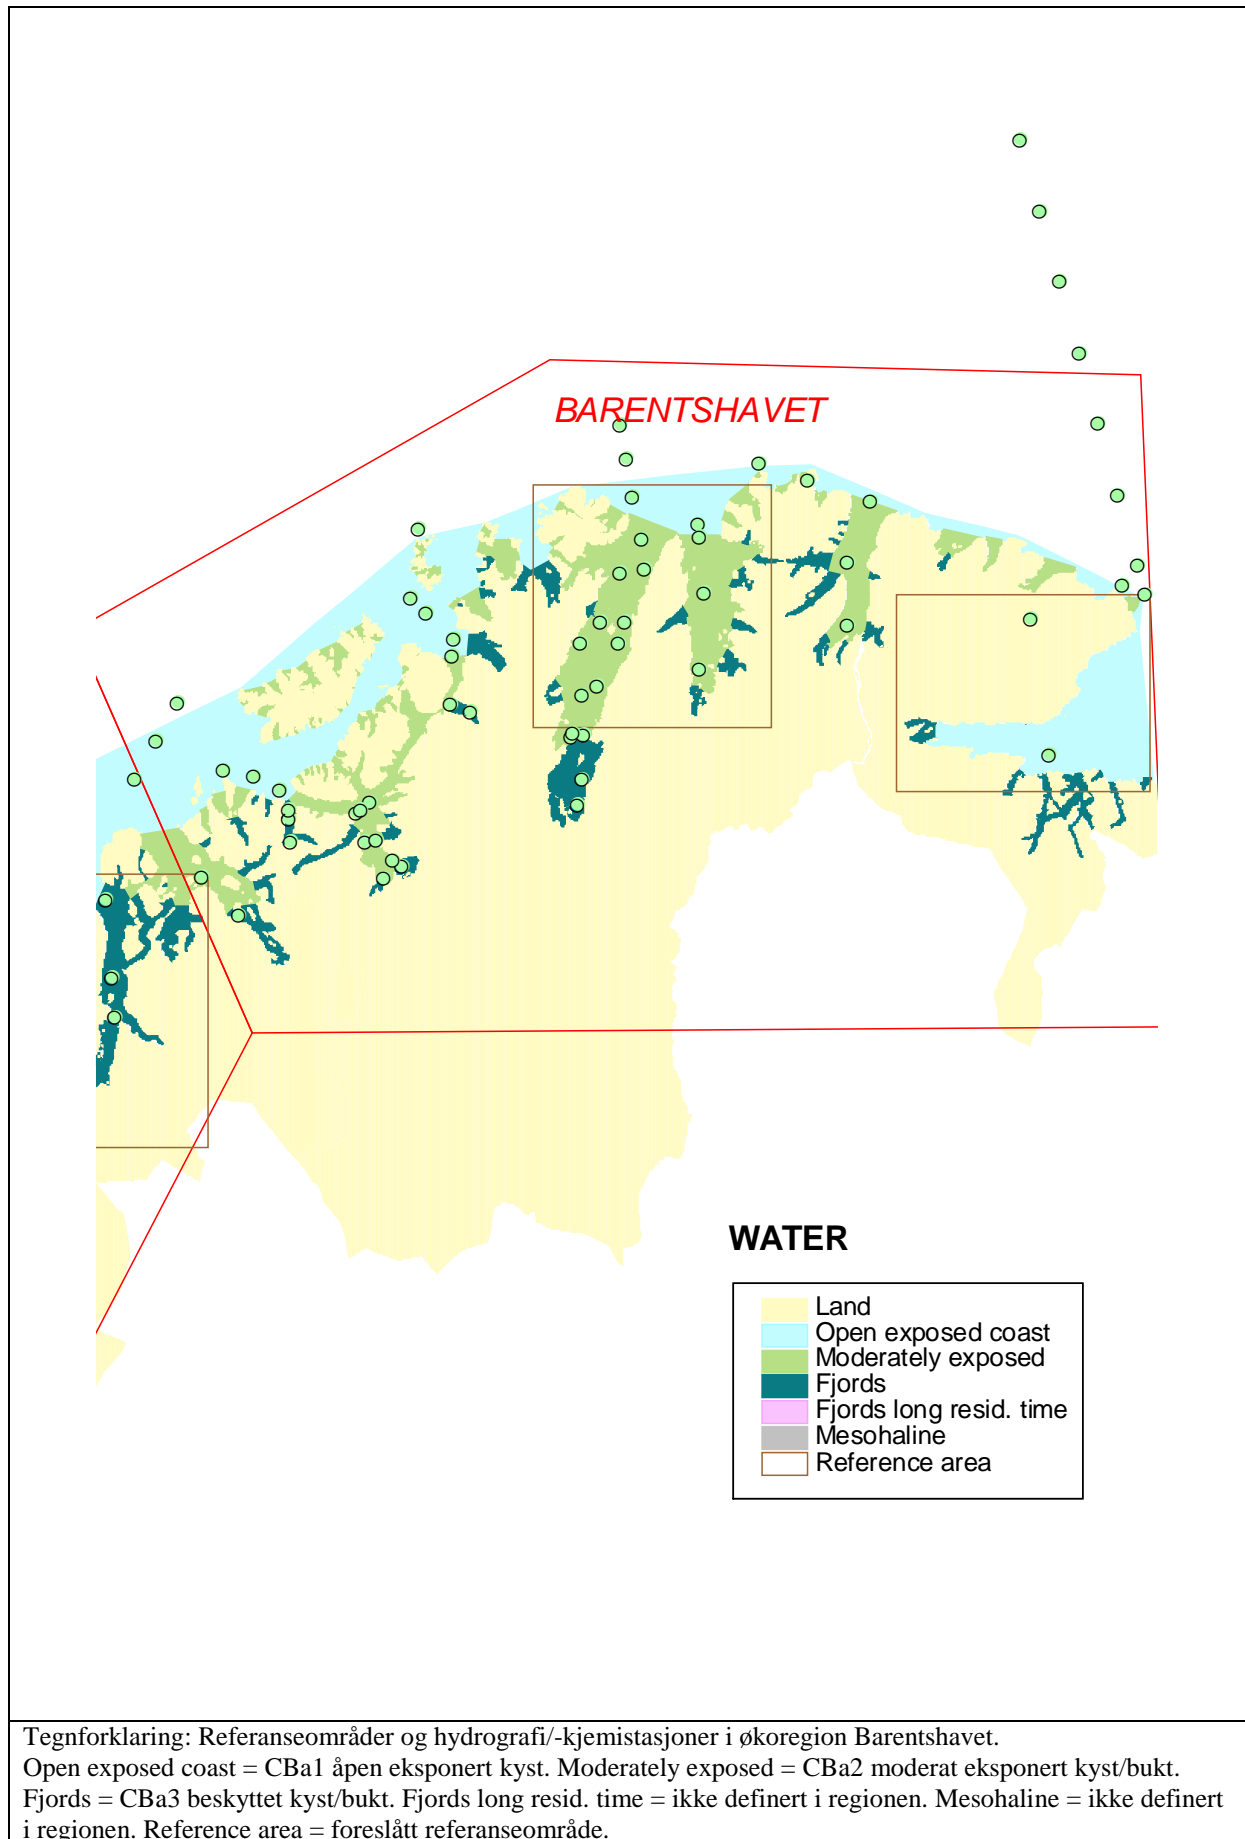 BARENTSHAVET
WATER
Land
Open exposed coast
Moderately exposed
Fjords
Fjords long resid. time
Mesohaline
Reference area
Tegnforklaring: Referanseområder og hydrografi/-kjemistasjoner i økoregion Barentshavet.
Open exposed coast = CBa1 åpen eksponert kyst. Moderately exposed = CBa2 moderat eksponert kyst/bukt.
Fjords = CBa3 beskyttet kyst/bukt. Fjords long resid. time = ikke definert i regionen. Mesohaline = ikke definert
i regionen. Reference area = foreslått referanseområde.